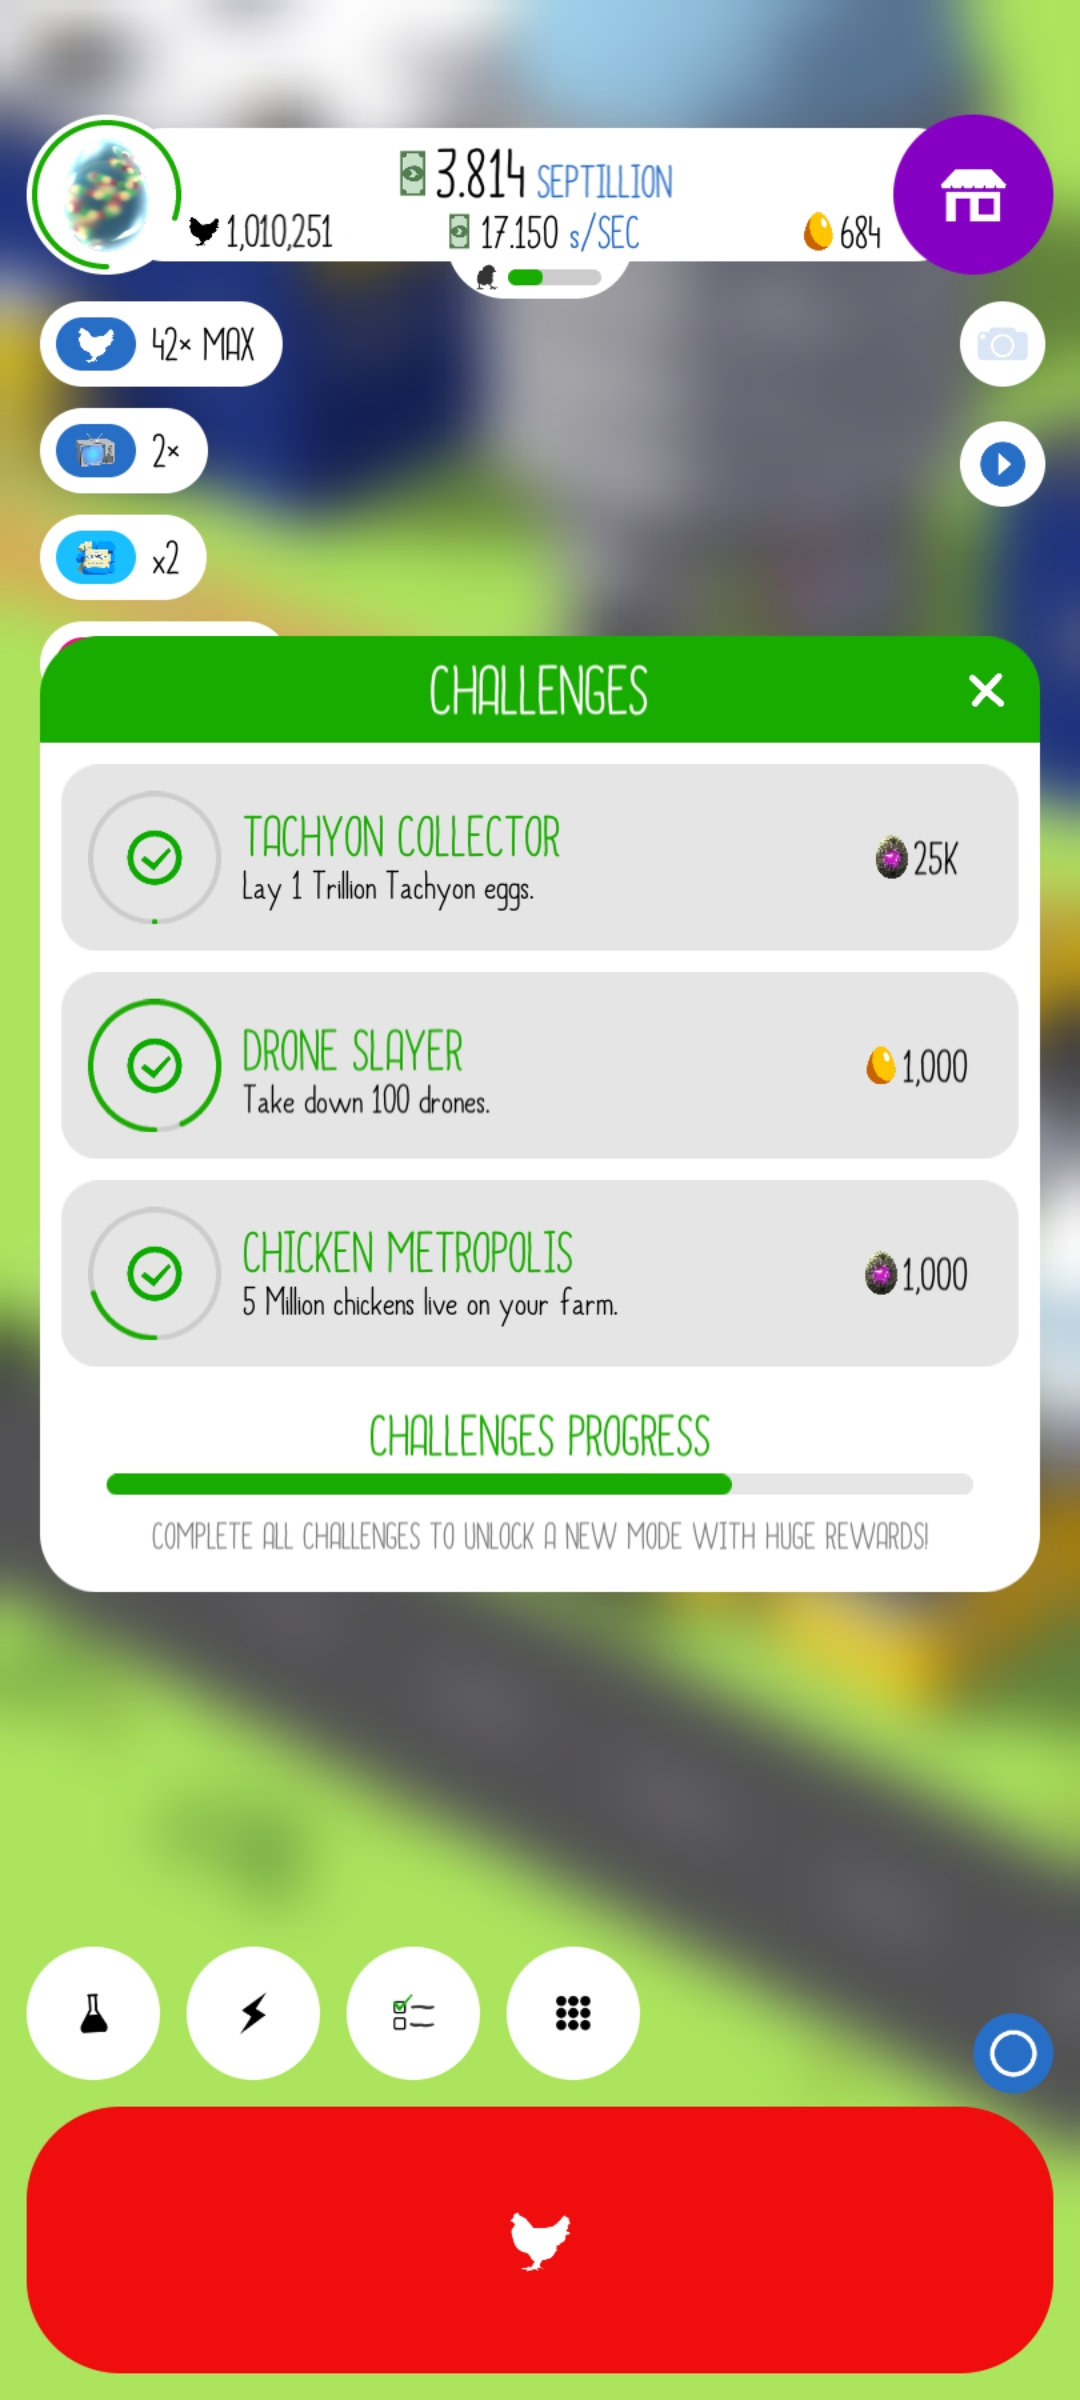 3.814 SEPTILLION
1,010,251
17.150 s/SEC
684
42× MAX
2×
x2
CHALLENGES
TACHYON COLLECTOR
Lay 1 Trillion Tachyon eggs.
25K
DRONE SLAYER
Take down 100 drones.
1,000
CHICKEN METROPOLIS
5 Million chickens live on your farm.
1,000
CHALLENGES PROGRESS
COMPLETE ALL CHALLENGES TO UNLOCK A NEW MODE WITH HUGE REWARDS!